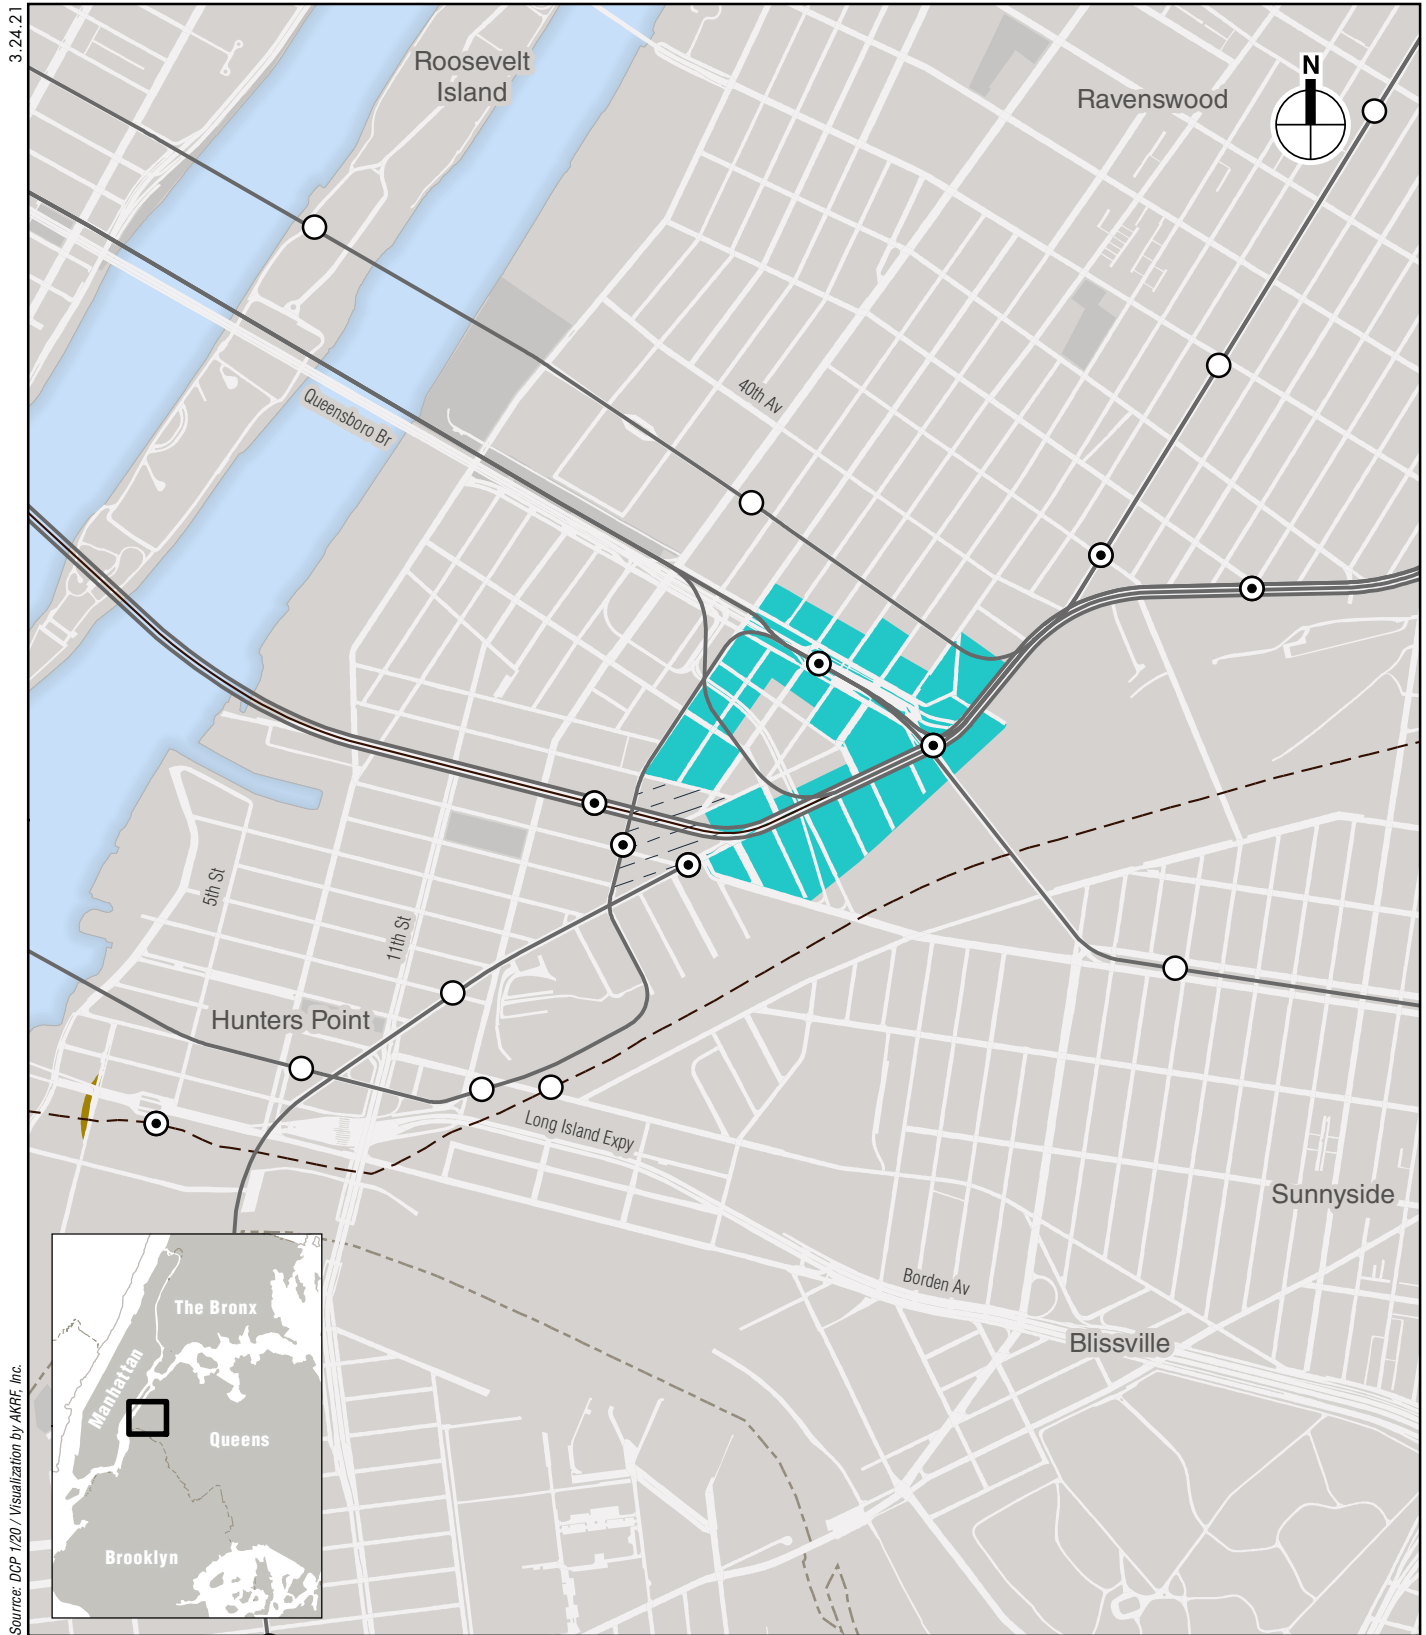 3.24.21
Roosevelt
Island
Ravenswood
N
40th Av
Queensboro Br
5th St
11th St
Hunters Point
Long Island Expy
Sunnyside
Borden Av
Blissville
The Bronx
Manhattan
Queens
Brooklyn
Sourrce: DCP 1/20 / Visualization by AKRF, Inc.